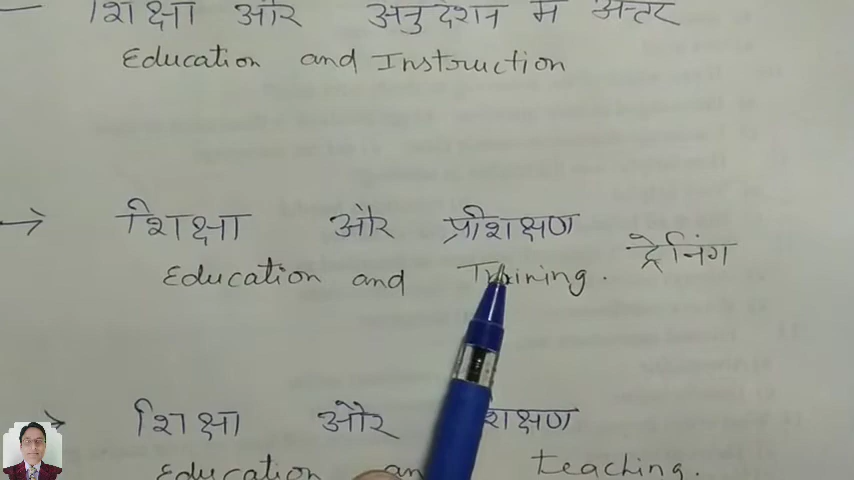 शिक्षा और अनुदेशन में अन्तर
Education and Instruction
→ शिक्षा और प्रशिक्षण ट्रेनिंग
Education and Training.
शिक्षा और
Education teaching.